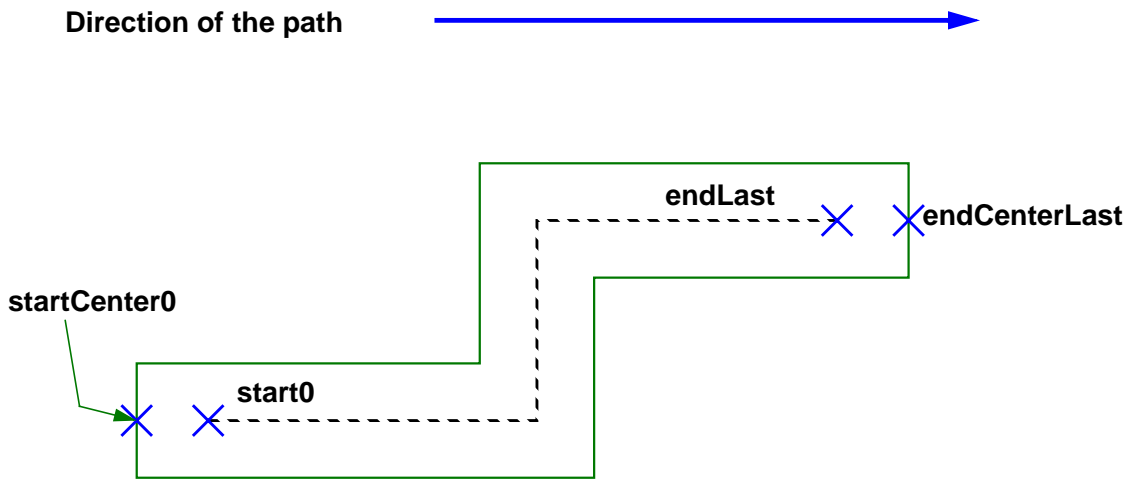 Direction of the path
endLast
endCenterLast
startCenter0
start0